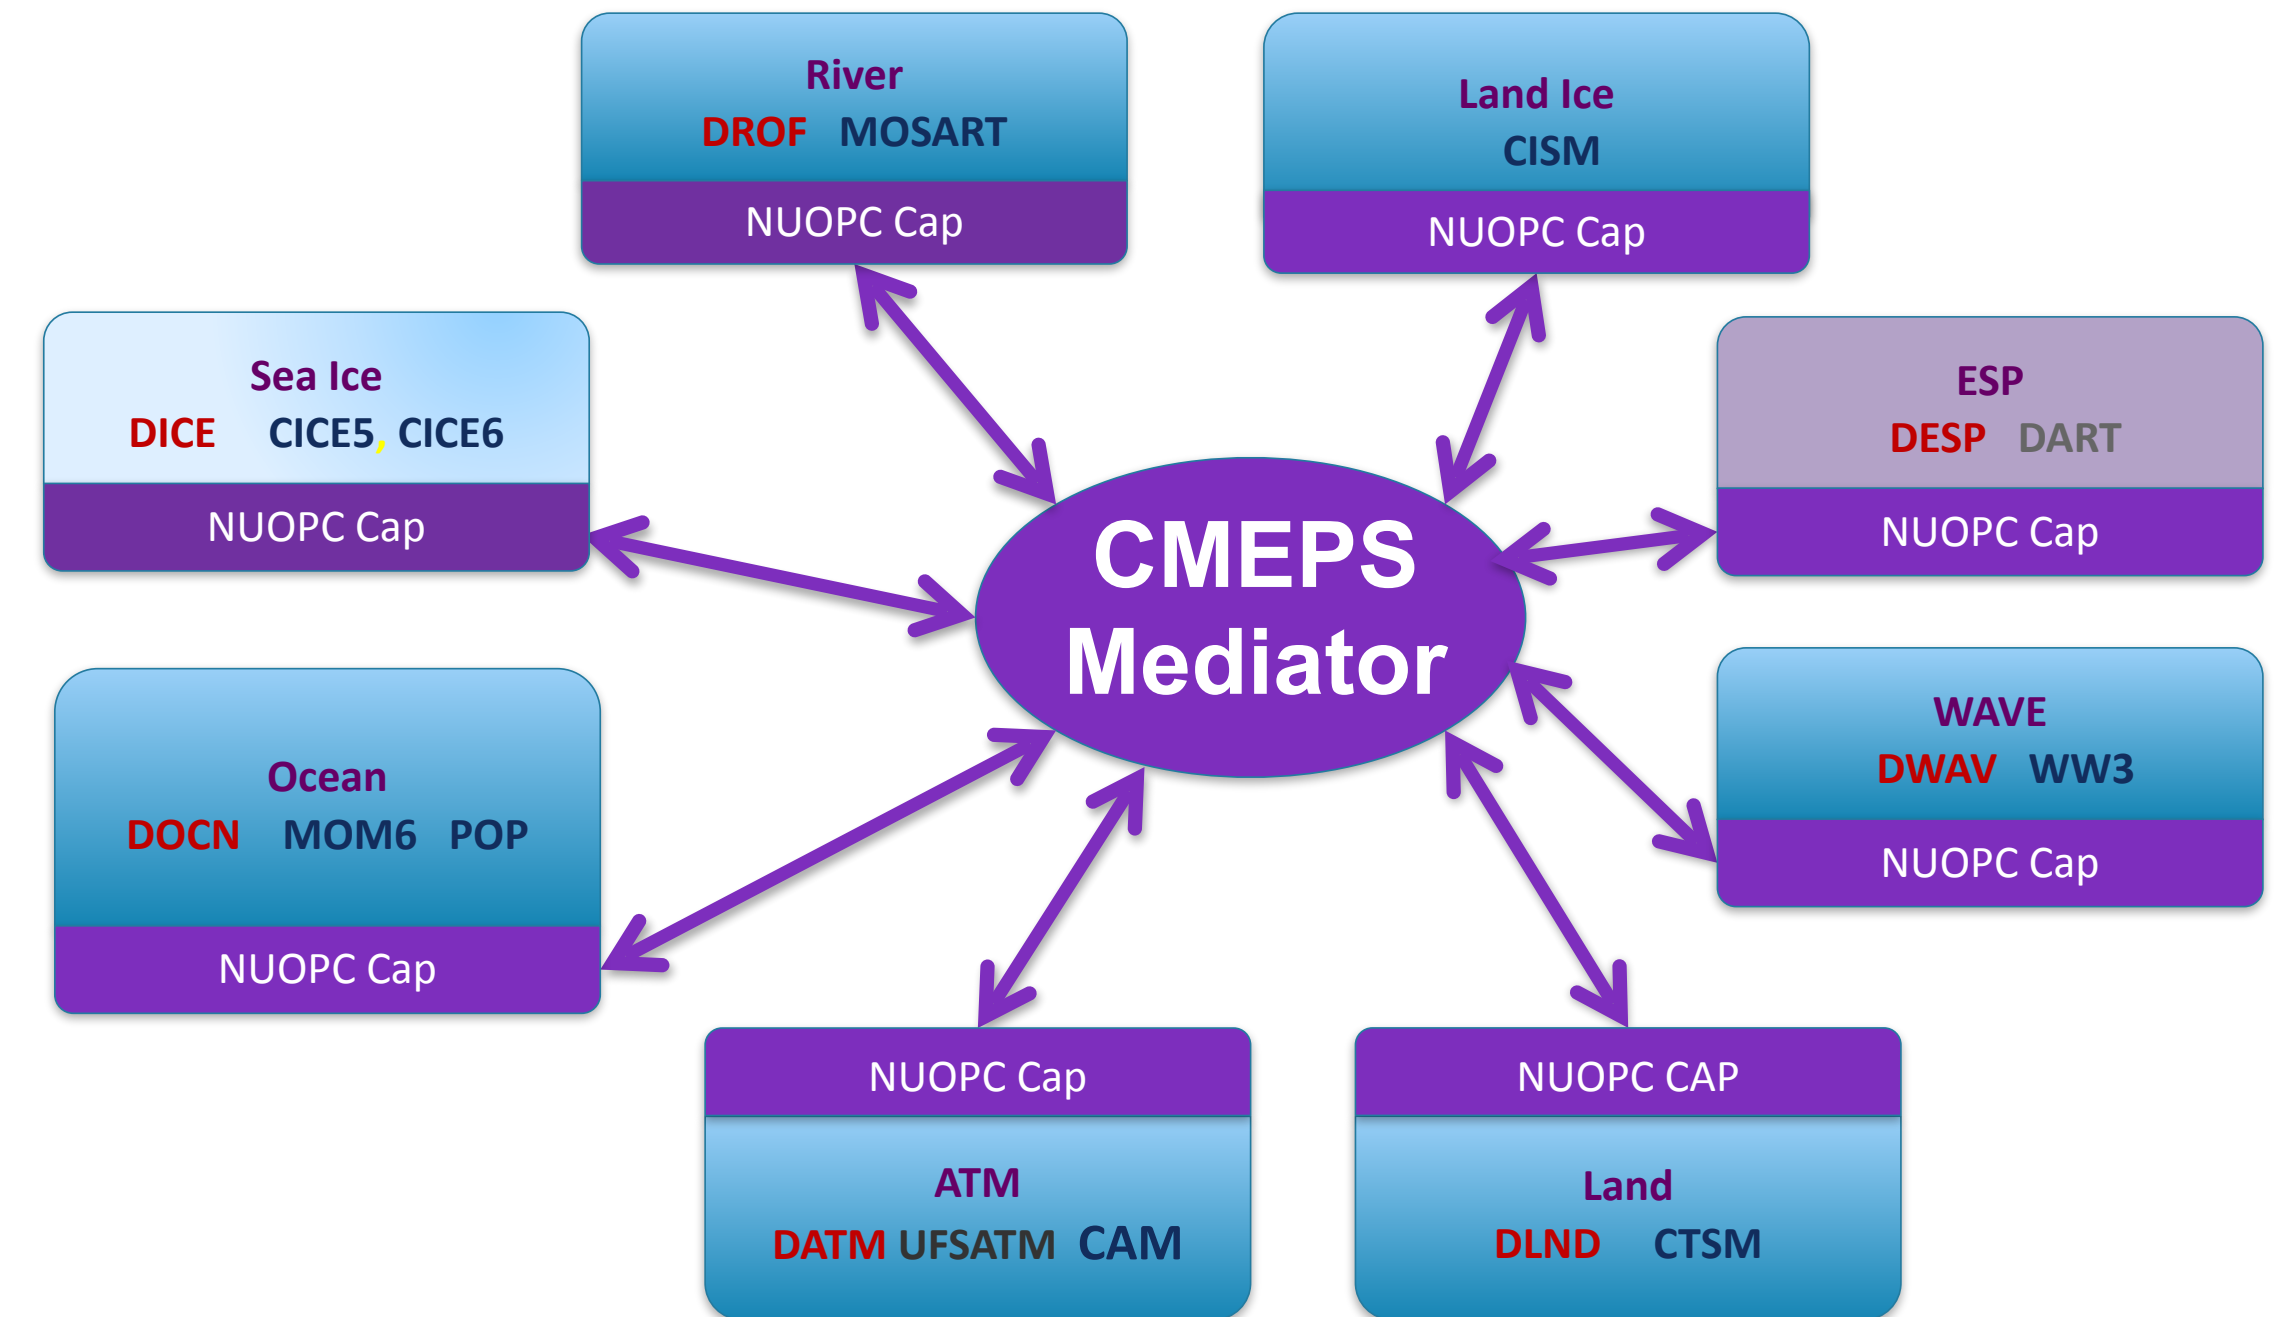 River
DROF MOSART
NUOPC Cap
Land Ice
CISM
NUOPC Cap
Sea Ice
DICE CICE5, CICE6
NUOPC Cap
ESP
DESP DART
NUOPC Cap
CMEPS
Mediator
Ocean
DOCN MOM6 POP
NUOPC Cap
WAVE
DWAV WW3
NUOPC Cap
NUOPC Cap
ATM
DATM UFSATM CAM
NUOPC CAP
Land
DLND CTSM